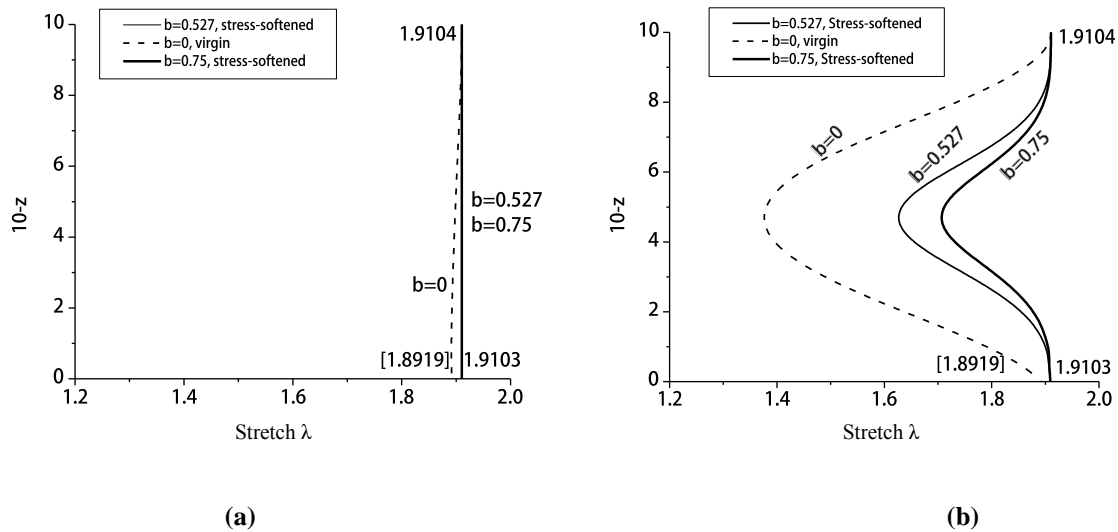 b=0.527, stress-softened
b=0, virgin
b=0.75, stress-softened
10
8
6
4
2
0
10-z
1.9104
b=0.527
b=0.75
b=0
[1.8919]
1.9103
1.2
1.4
1.6
1.8
2.0
Stretch λ
(a)
b=0.527, Stress-softened
b=0, virgin
b=0.75, Stress-softened
10
8
6
4
2
0
10-z
1.9104
b=0
b=0.527
b=0.75
[1.8919]
1.9103
1.2
1.4
1.6
1.8
2.0
Stretch λ
(b)